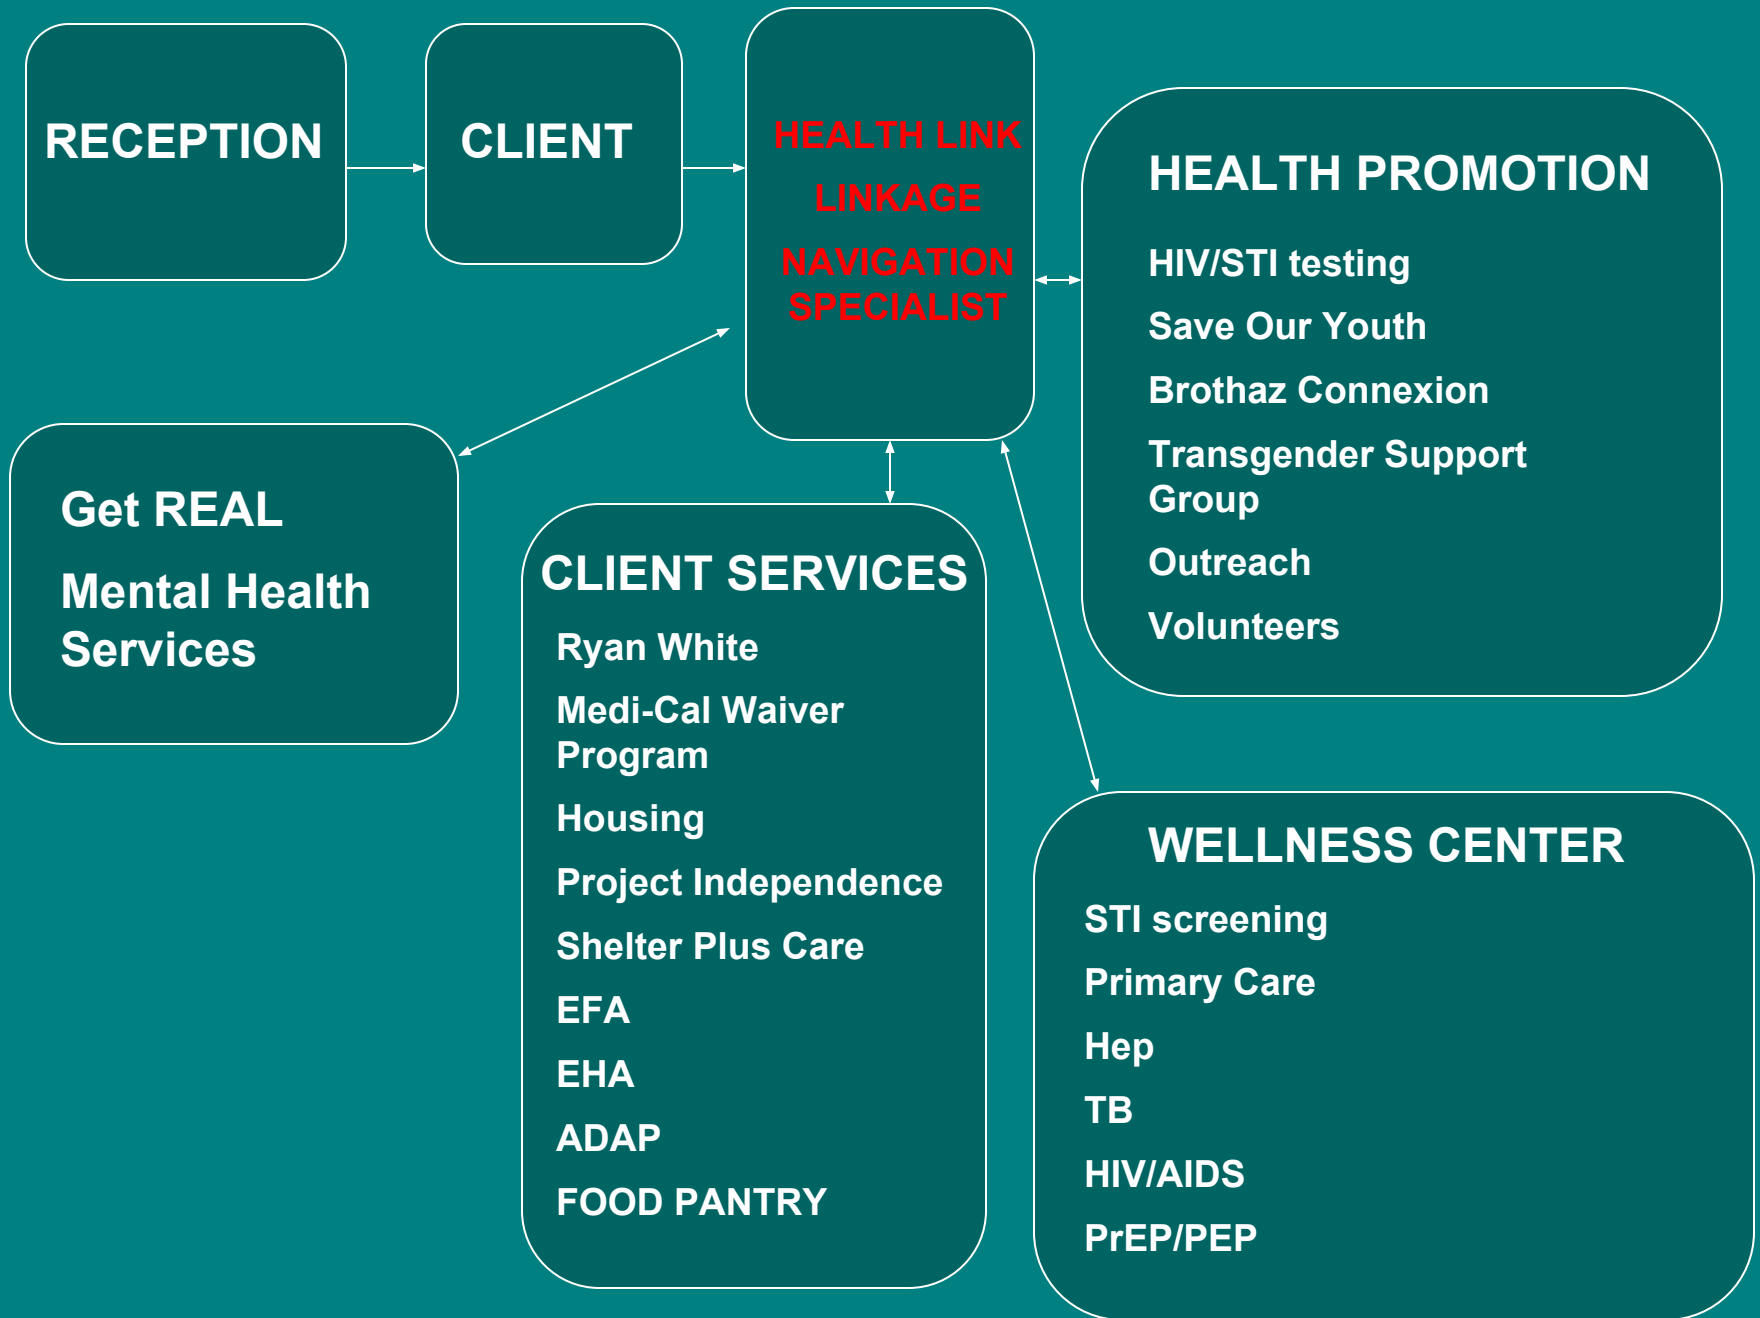 RECEPTION
CLIENT
HEALTH LINK
LINKAGE
NAVIGATION
SPECIALIST
HEALTH PROMOTION
HIV/STI testing
Save Our Youth
Brothaz Connexion
Transgender Support
Group
Outreach
Volunteers
Get REAL
Mental Health
Services
CLIENT SERVICES
Ryan White
Medi-Cal Waiver
Program
Housing
Project Independence
Shelter Plus Care
EFA
EHA
ADAP
FOOD PANTRY
WELLNESS CENTER
STI screening
Primary Care
Hep
TB
HIV/AIDS
PrEP/PEP